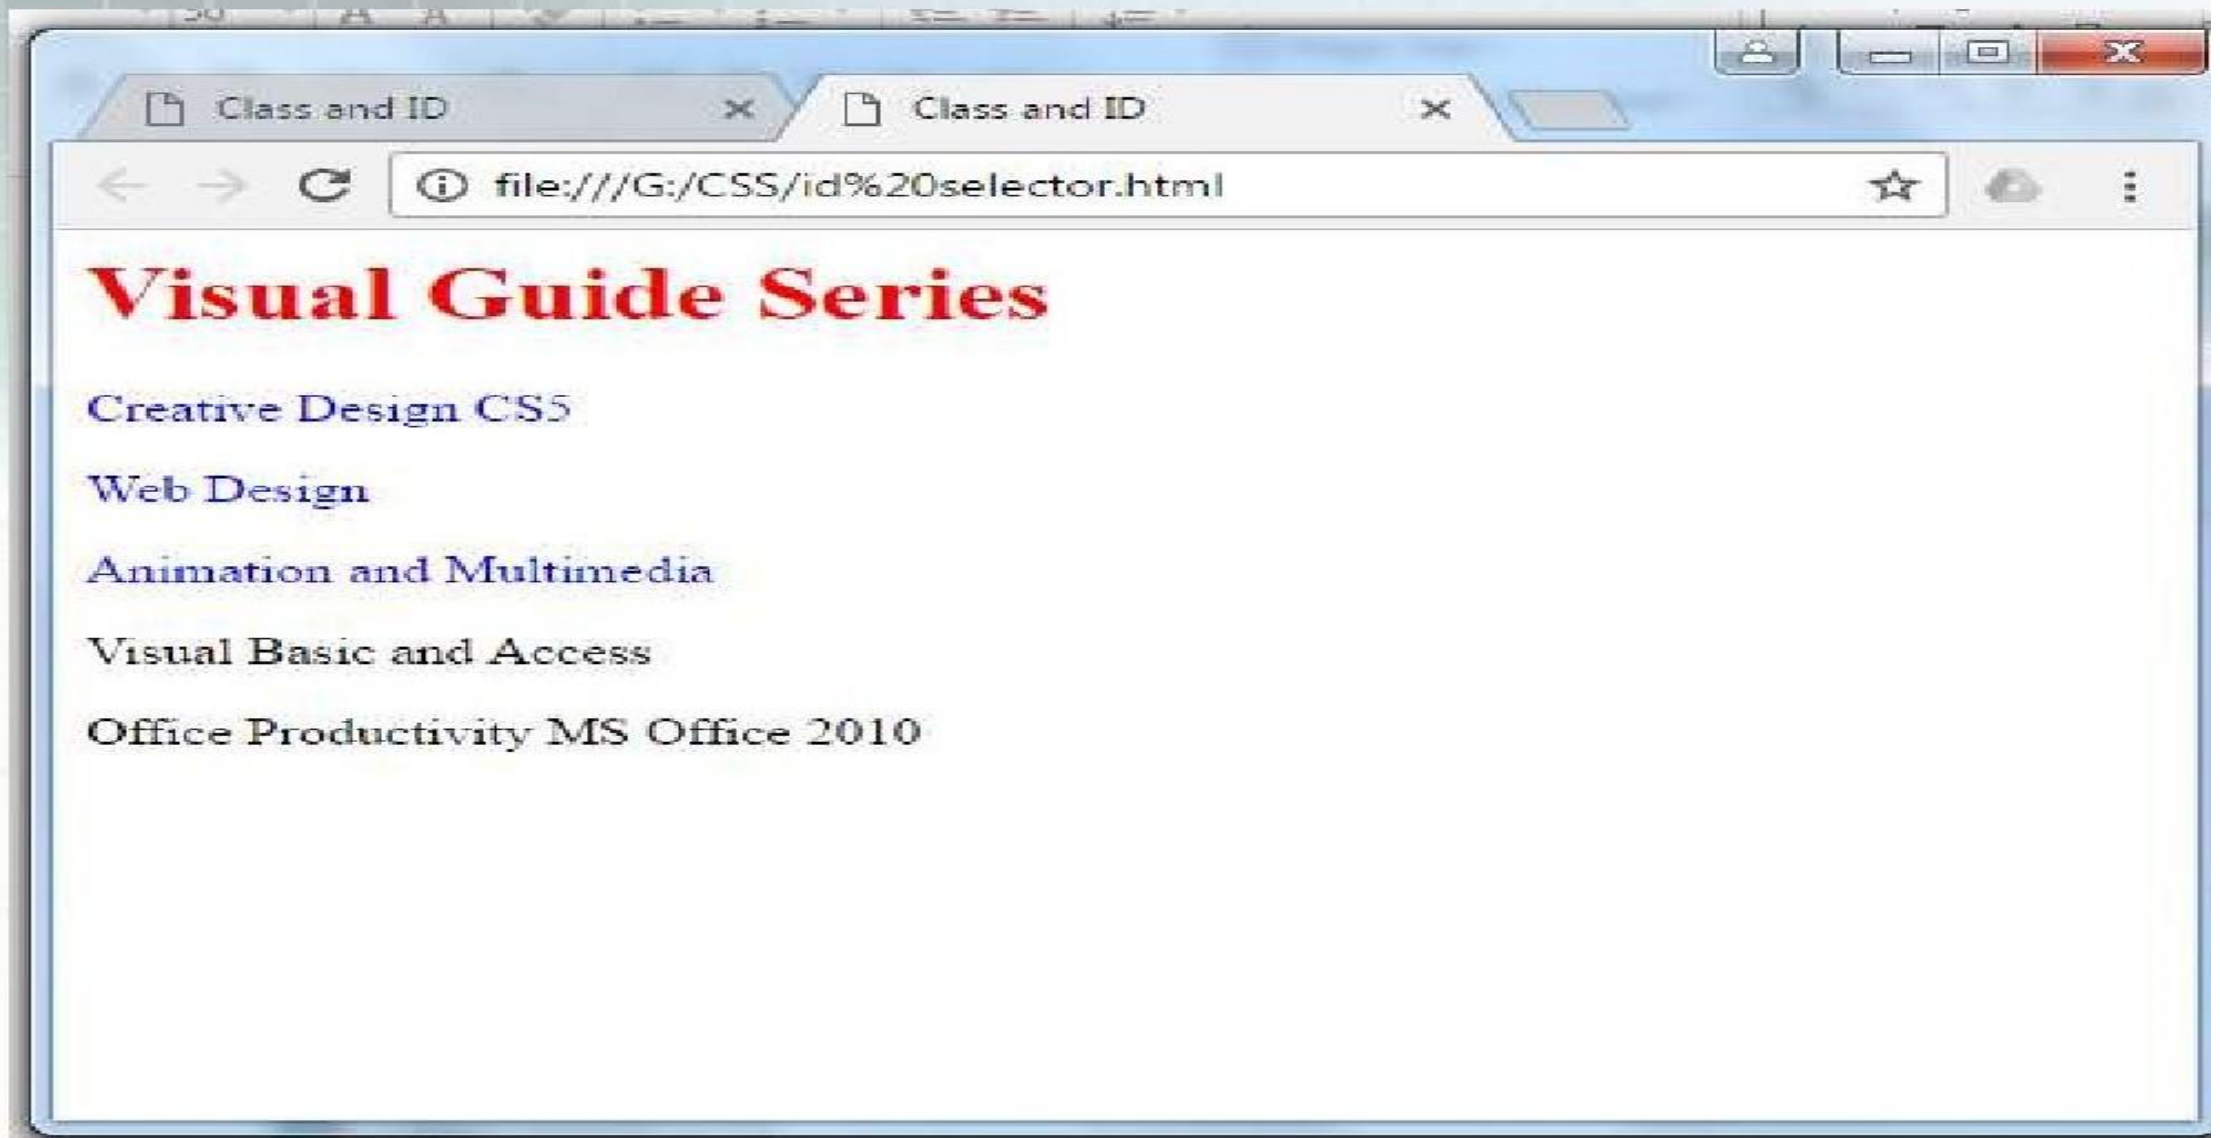 Class and ID
Class and ID
file:///G:/CSS/id%20selector.html
Visual Guide Series
Creative Design CS5
Web Design
Animation and Multimedia
Visual Basic and Access
Office Productivity MS Office 2010